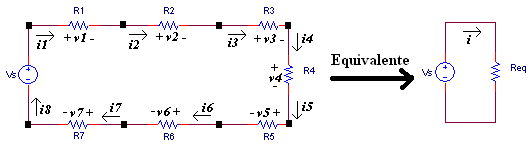 R1 R2 R3
i1 +v1- i2 +v2- i3 +v3- i4
Vs + - + v4 - R4
Equivalente
i
Vs + - Req
i8 -v7+ i7 -v6+ i6 -v5+ i5
R7 R6 R5